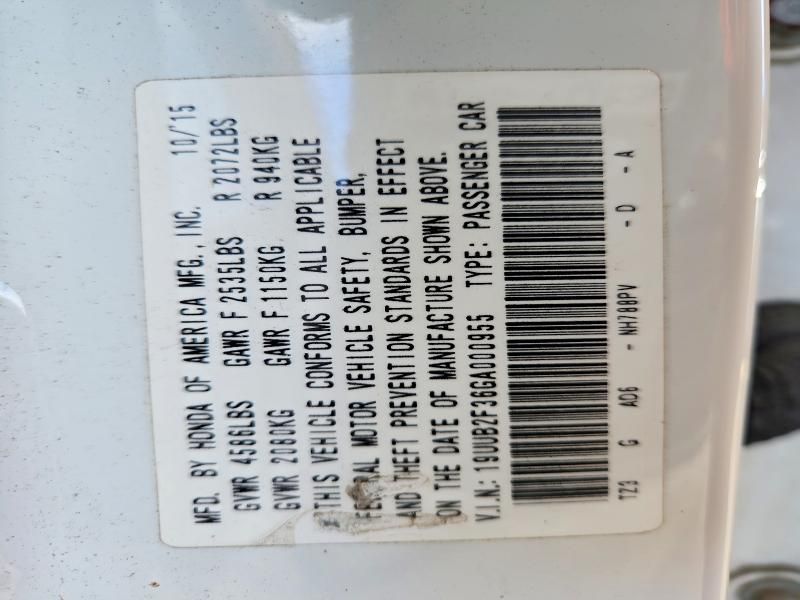 MFD. BY HONDA OF AMERICA MFG., INC. 10/'15
GVWR 4586LBS GAWR F 2535LBS R 2072LBS
GVWR 2080KG GAWR F 1150KG R 940KG
THIS VEHICLE CONFORMS TO ALL APPLICABLE
FEDERAL MOTOR VEHICLE SAFETY, BUMPER,
AND THEFT PREVENTION STANDARDS IN EFFECT
ON THE DATE OF MANUFACTURE SHOWN ABOVE.
V.I.N.: 19UUB2F36GA000955 TYPE: PASSENGER CAR
TZ3 G AD6 - NH788PV - D - A